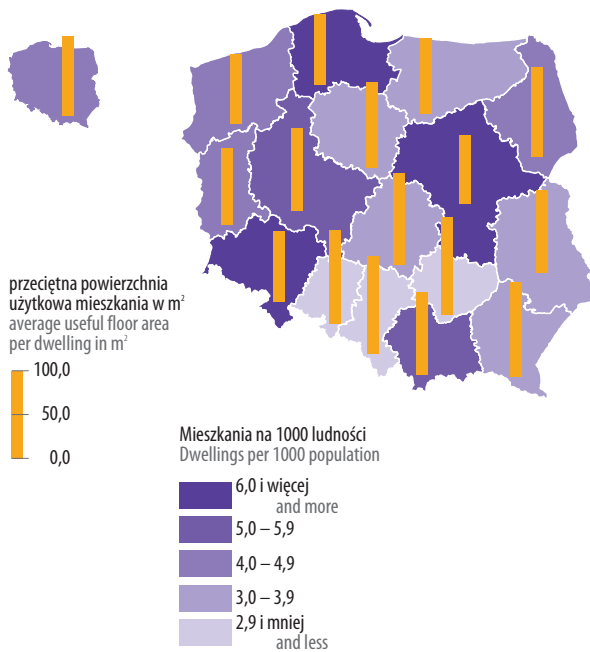 przeciętna powierzchnia
użytkowa mieszkania w m²
average useful floor area
per dwelling in m²
100,0
50,0
0,0
Mieszkania na 1000 ludności
Dwellings per 1000 population
6,0 i więcej
and more
5,0 – 5,9
4,0 – 4,9
3,0 – 3,9
2,9 i mniej
and less